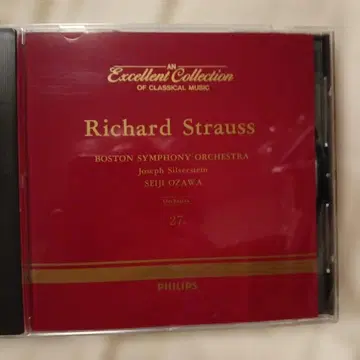 AN
Excellent Collection
OF CLASSICAL MUSIC
Richard Strauss
BOSTON SYMPHONY ORCHESTRA
Joseph Silverstein
SEIJI OZAWA
27
PHILIPS